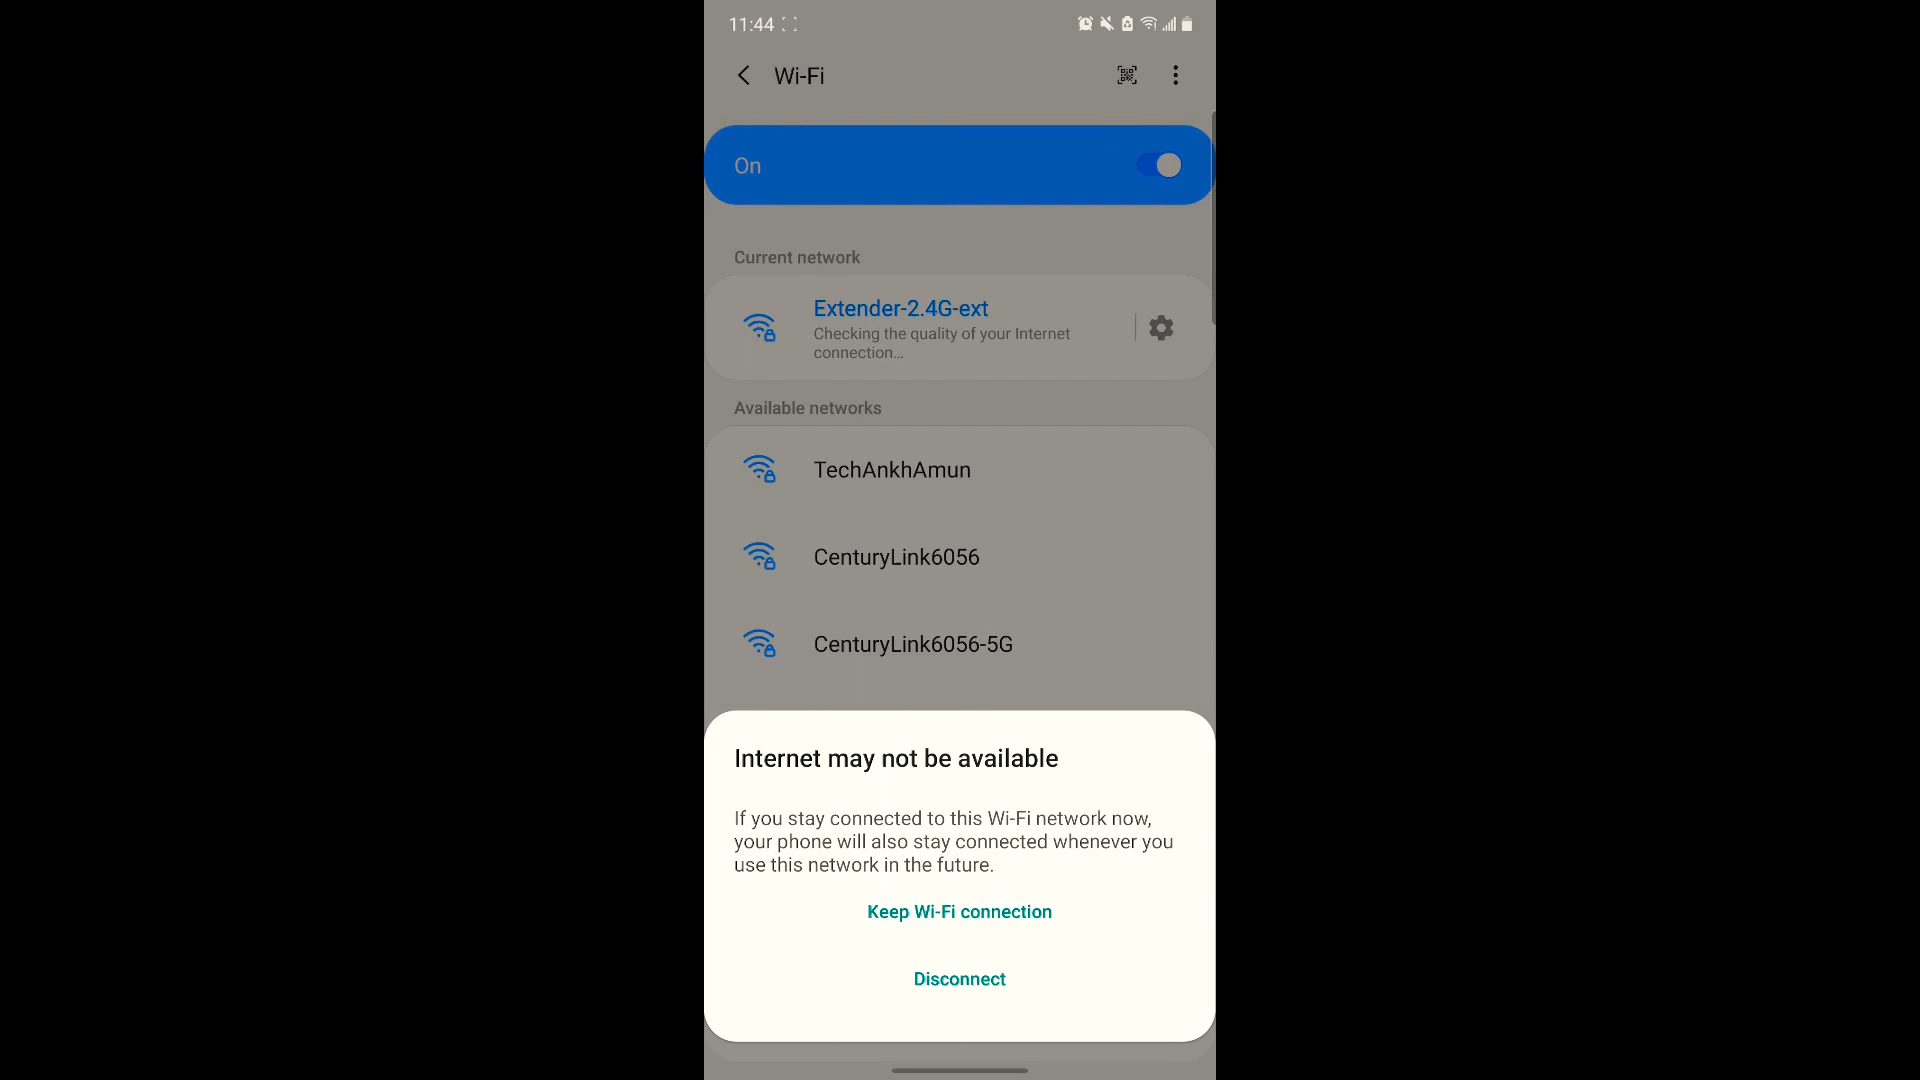 11:44
Wi-Fi
On
Current network
Extender-2.4G-ext
Checking the quality of your Internet
connection...
Available networks
TechAnkhAmun
CenturyLink6056
CenturyLink6056-5G
Internet may not be available
If you stay connected to this Wi-Fi network now,
your phone will also stay connected whenever you
use this network in the future.
Keep Wi-Fi connection
Disconnect